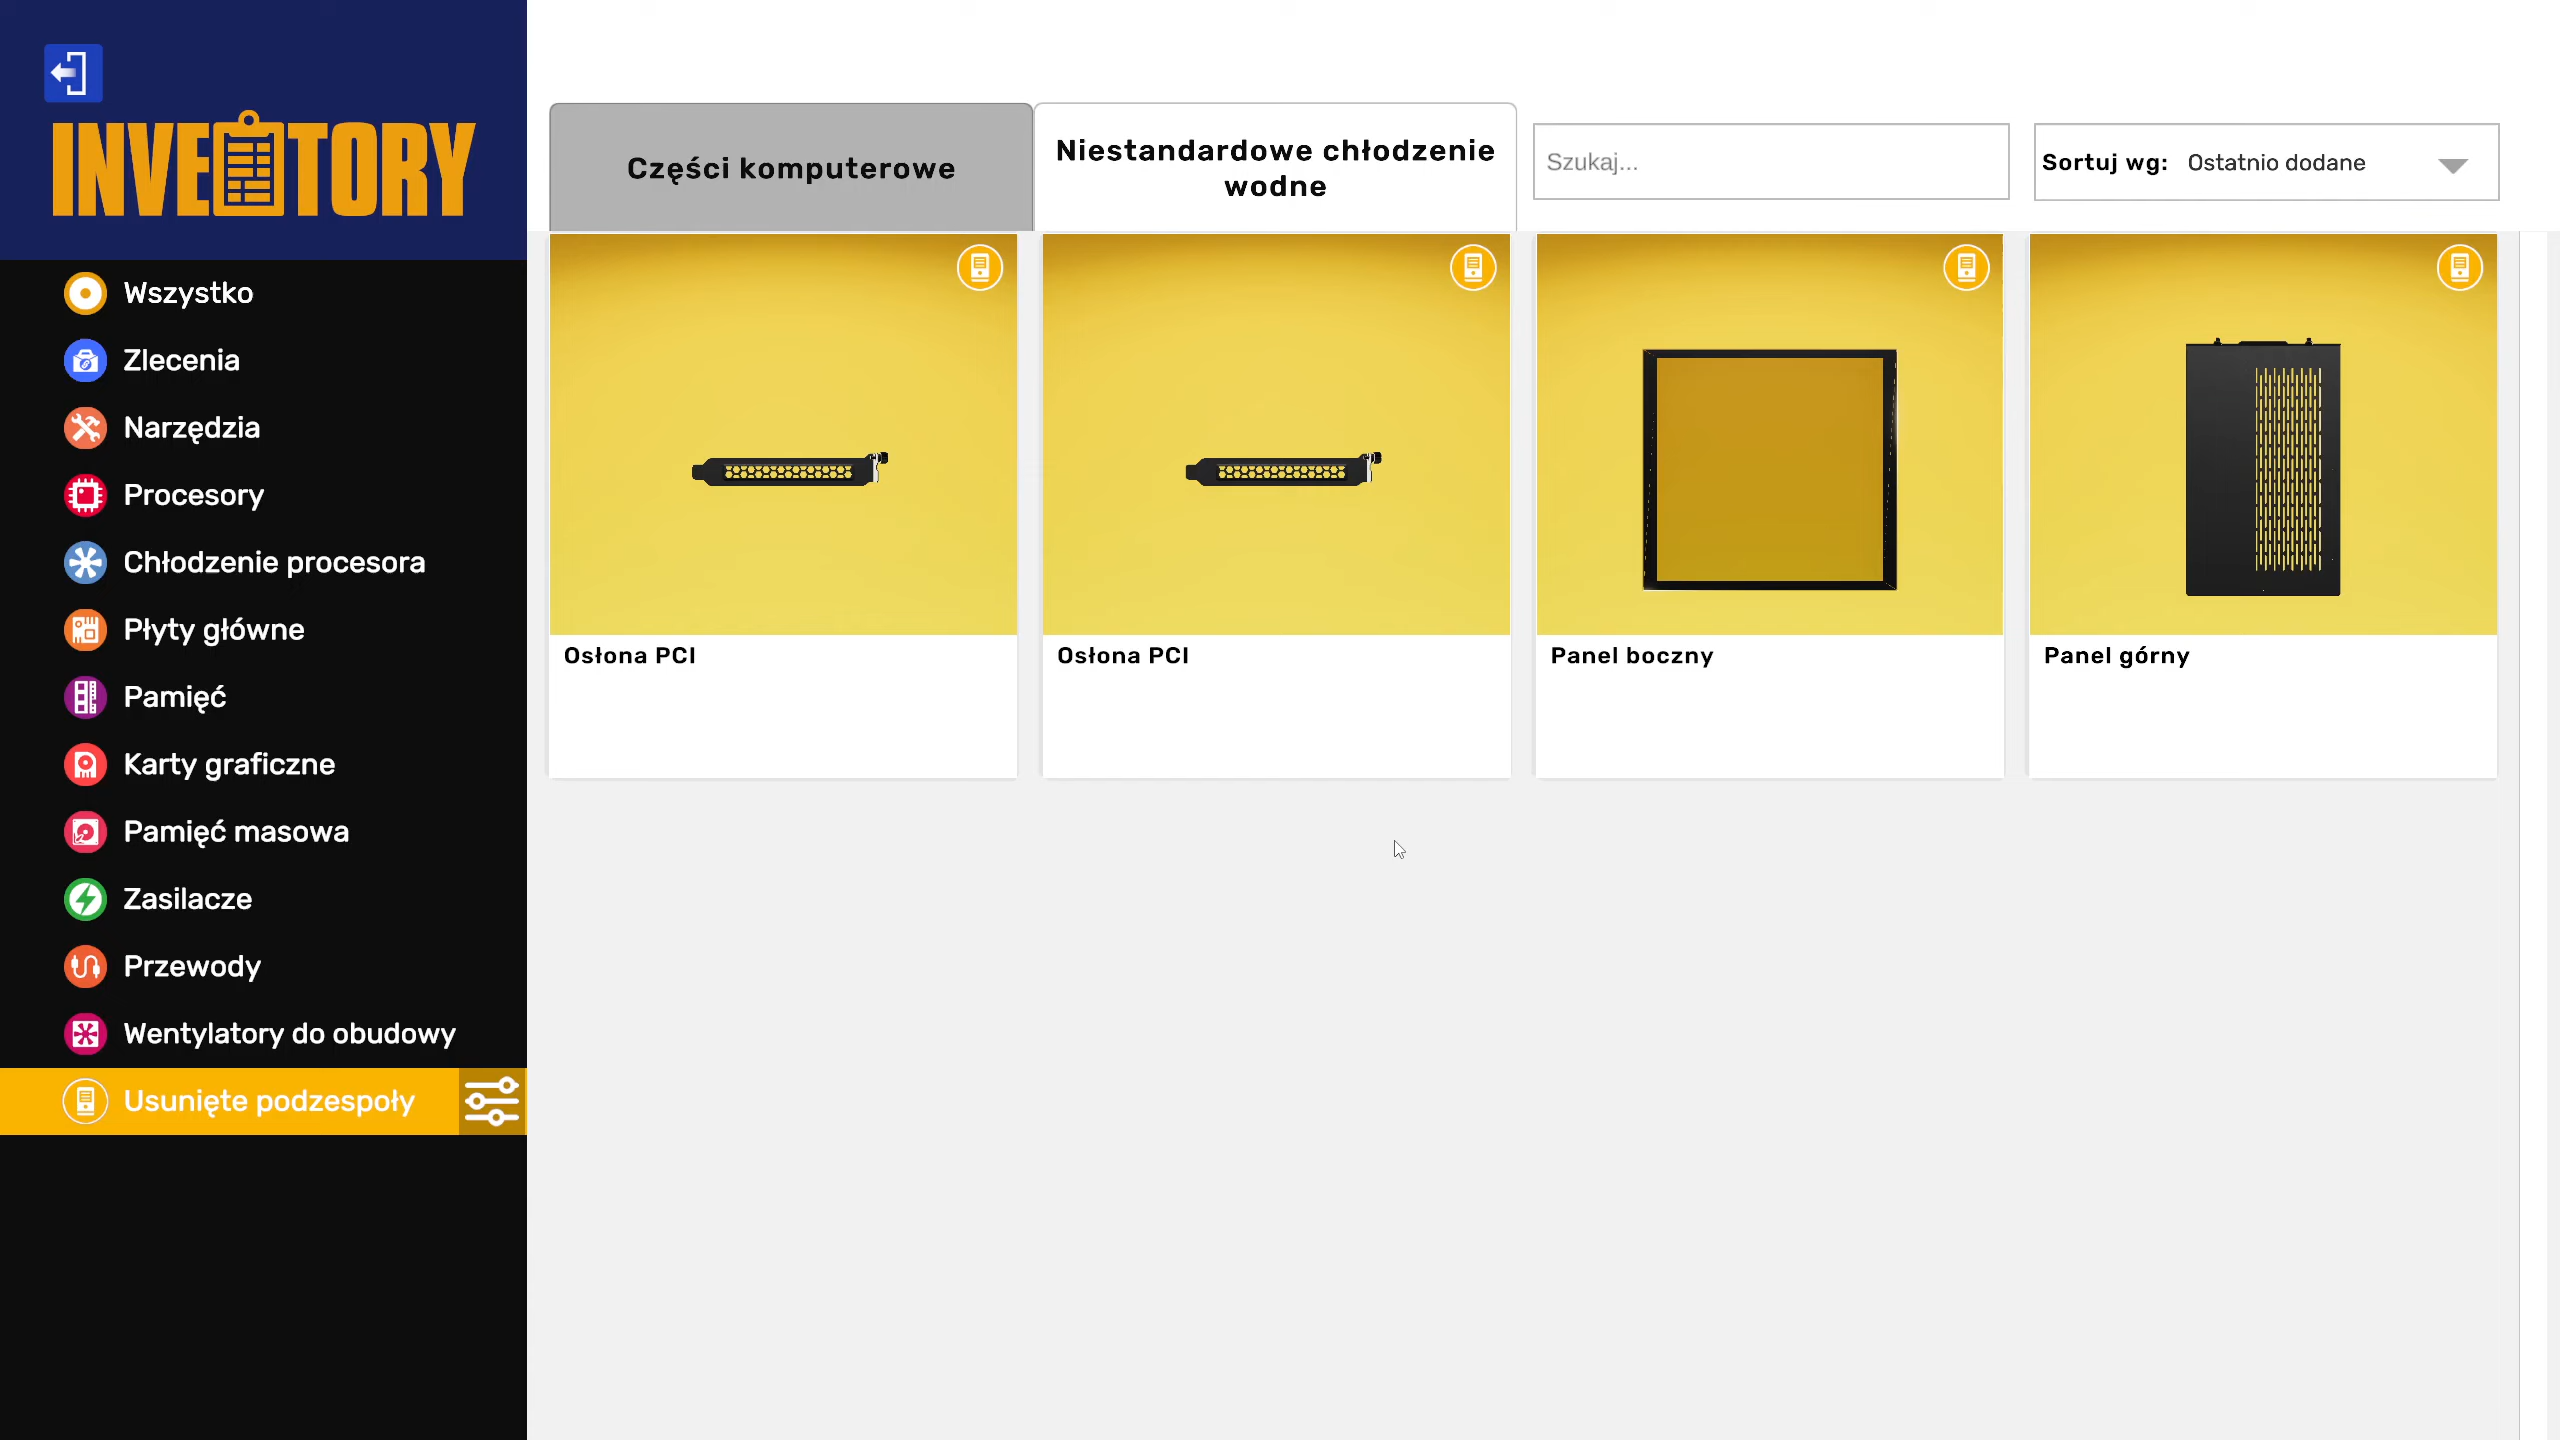 INVENTORY
Wszystko
Zlecenia
Narzędzia
Procesory
Chłodzenie procesora
Płyty główne
Pamięć
Karty graficzne
Pamięć masowa
Zasilacze
Przewody
Wentylatory do obudowy
Usunięte podzespoły
Części komputerowe
Niestandardowe chłodzenie
wodne
Szukaj...
Sortuj wg: Ostatnio dodane
Osłona PCI
Osłona PCI
Panel boczny
Panel górny